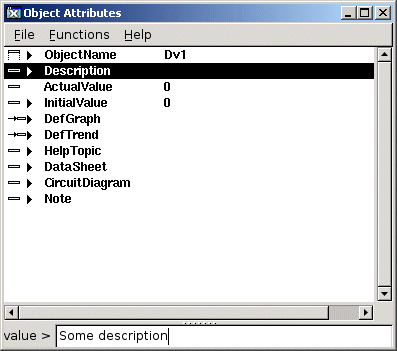 Object Attributes
File Functions Help
ObjectName Dv1
Description
ActualValue 0
InitialValue 0
DefGraph
DefTrend
HelpTopic
DataSheet
CircuitDiagram
Note
value > Some description